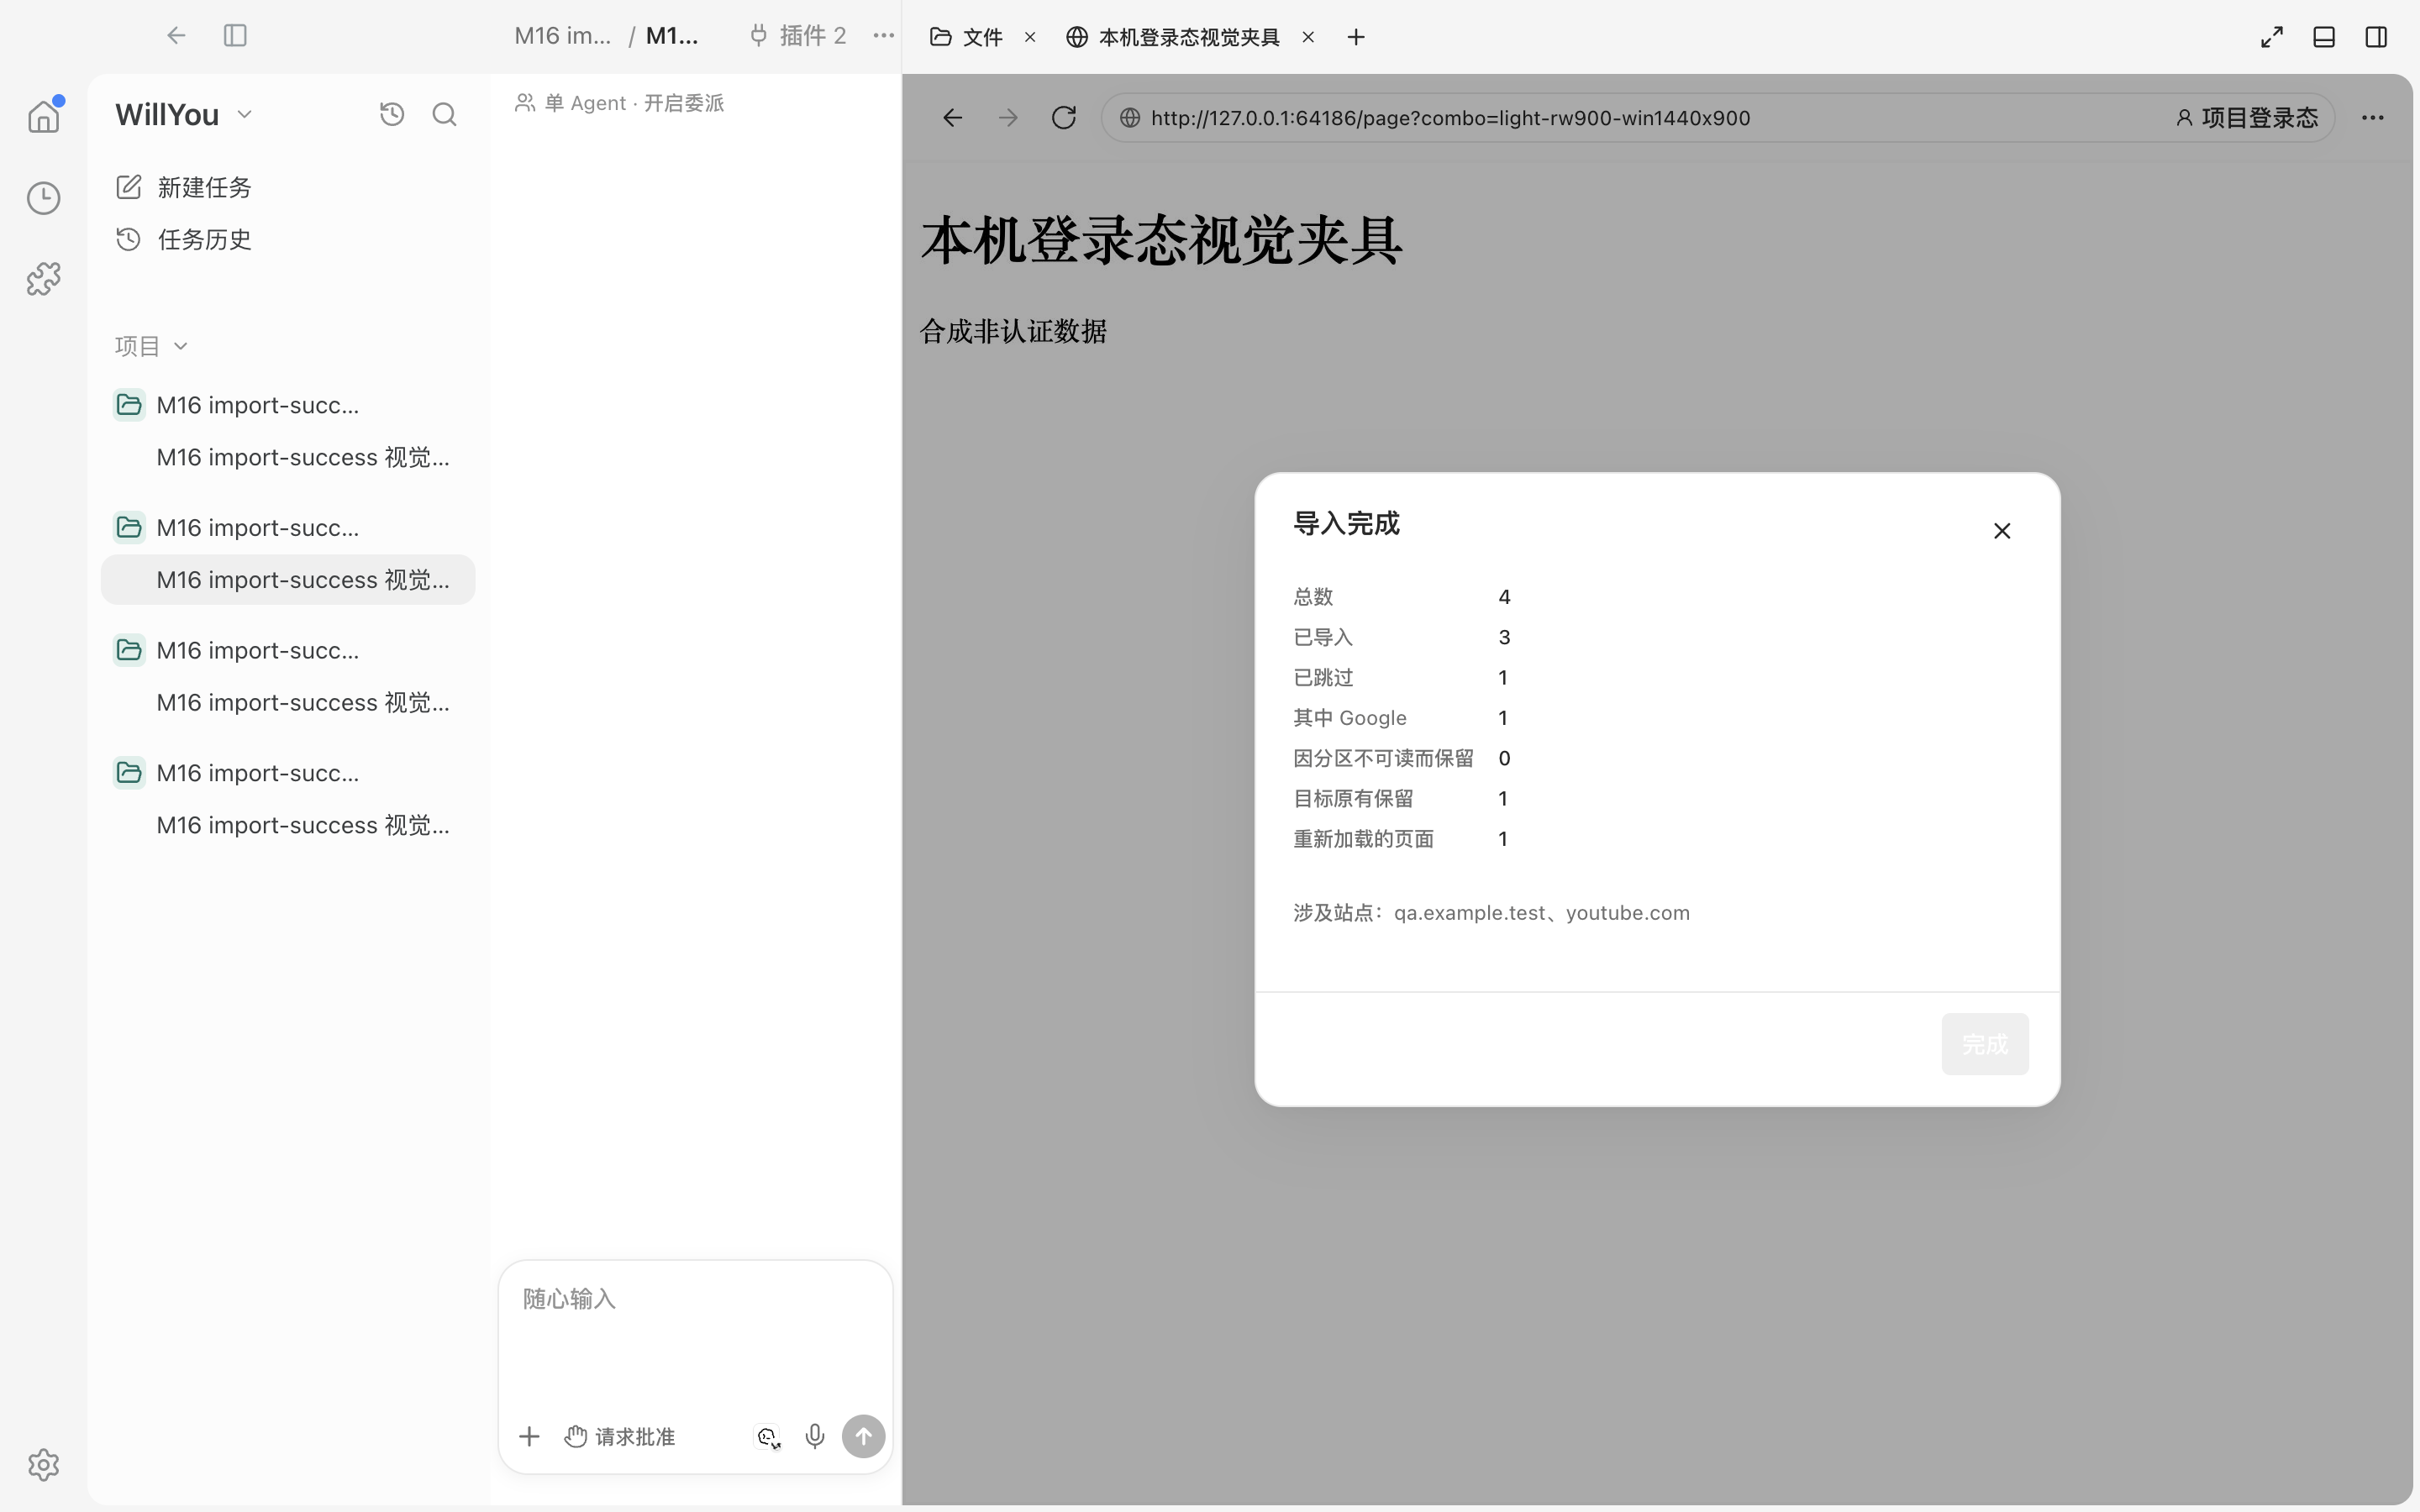 M16 im... / M1...
插件 2
文件
本机登录态视觉夹具
WillYou
新建任务
任务历史
项目
M16 import-succ...
M16 import-success 视觉...
M16 import-succ...
M16 import-success 视觉...
M16 import-succ...
M16 import-success 视觉...
M16 import-succ...
M16 import-success 视觉...
单 Agent · 开启委派
随心输入
请求批准
http://127.0.0.1:64186/page?combo=light-rw900-win1440x900
项目登录态
本机登录态视觉夹具
合成非认证数据
导入完成
总数 4
已导入 3
已跳过 1
其中 Google 1
因分区不可读而保留 0
目标原有保留 1
重新加载的页面 1
涉及站点：qa.example.test、youtube.com
完成